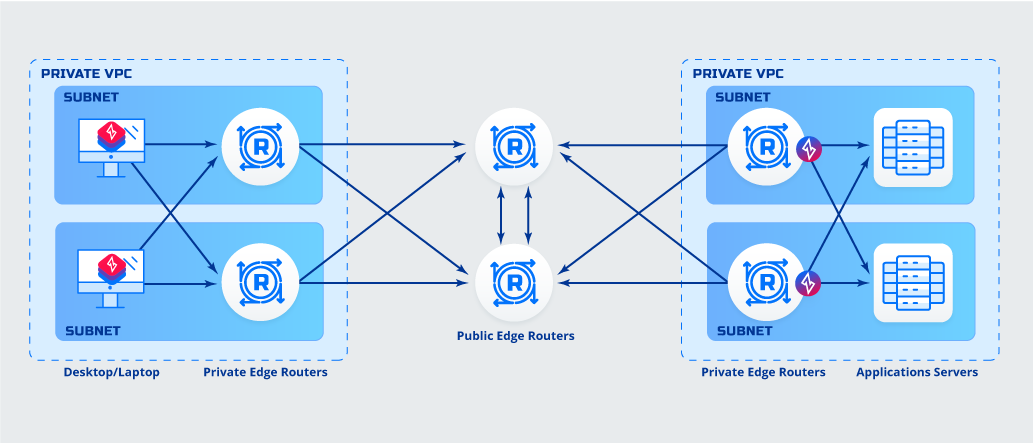 PRIVATE VPC
SUBNET
R
SUBNET
R
Desktop/Laptop
Private Edge Routers
R
R
Public Edge Routers
PRIVATE VPC
SUBNET
R
SUBNET
R
Private Edge Routers
Applications Servers